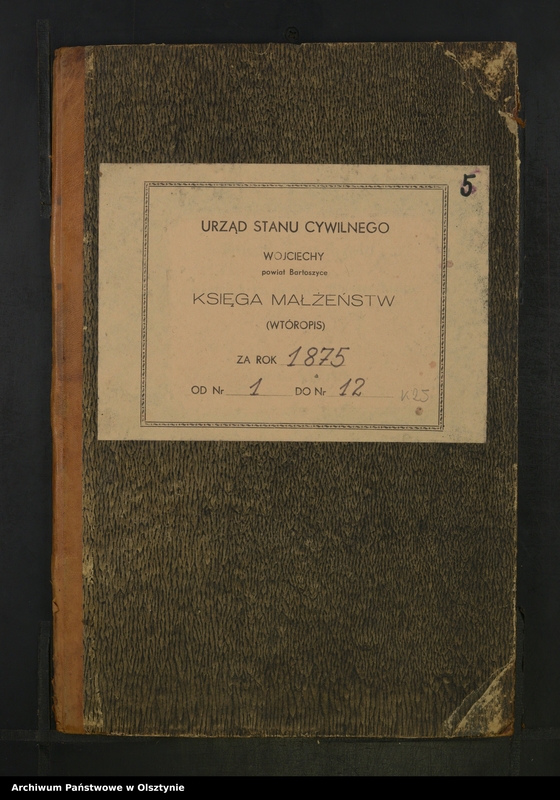 5
URZĄD STANU CYWILNEGO
WOJCIECHY
powiat Bartoszyce
KSIĘGA MAŁŻEŃSTW
(WTÓROPIS)
ZA ROK 1875
OD Nr 1 DO Nr 12
K 25
Archiwum Państwowe w Olsztynie